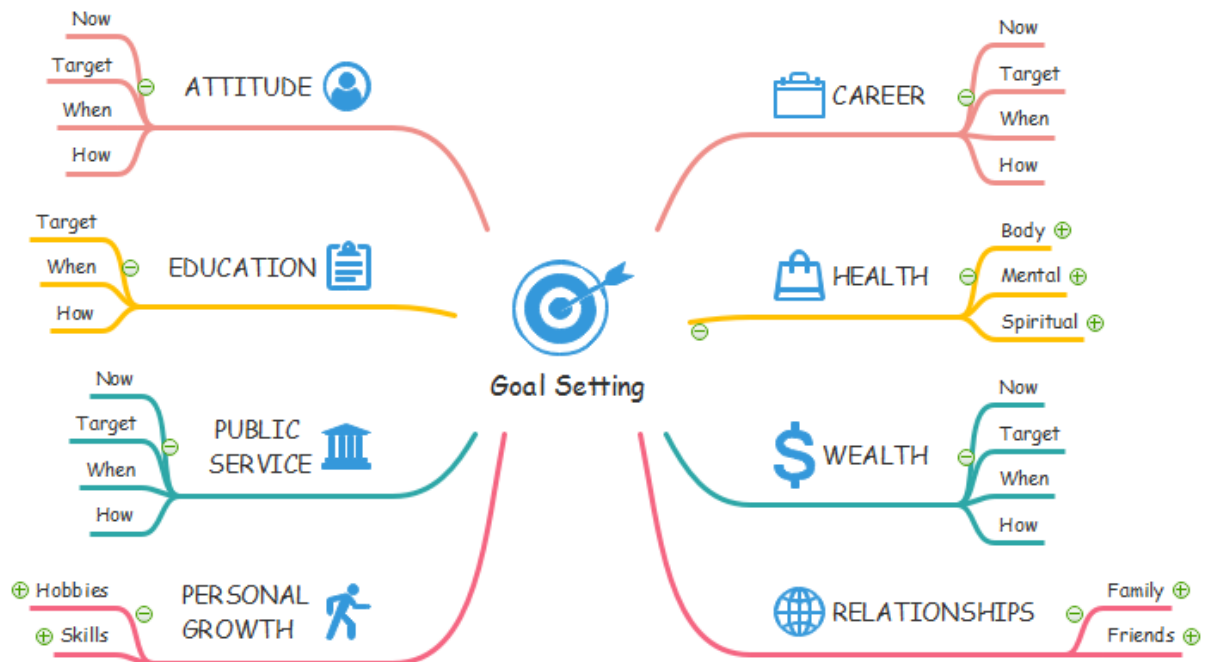 Now
Target
When
How
ATTITUDE
Target
When
How
EDUCATION
Now
Target
When
How
PUBLIC
SERVICE
Hobbies
Skills
PERSONAL
GROWTH
Goal Setting
CAREER
Now
Target
When
How
HEALTH
Body
Mental
Spiritual
WEALTH
Now
Target
When
How
RELATIONSHIPS
Family
Friends